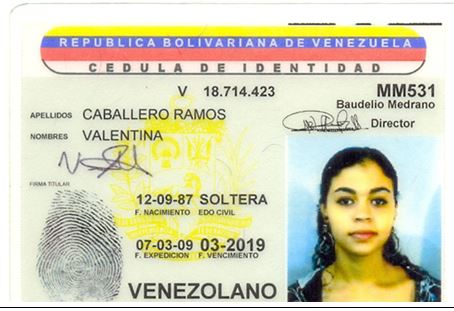 REPUBLICA BOLIVARIANA DE VENEZUELA
CEDULA DE IDENTIDAD
V 18.714.423
MM531
Baudelio Medrano
Director
APELLIDOS CABALLERO RAMOS
NOMBRES VALENTINA
FIRMA TITULAR
12-09-87 SOLTERA
F. NACIMIENTO EDO CIVIL
07-03-09 03-2019
F. EXPEDICION F. VENCIMIENTO
VENEZOLANO